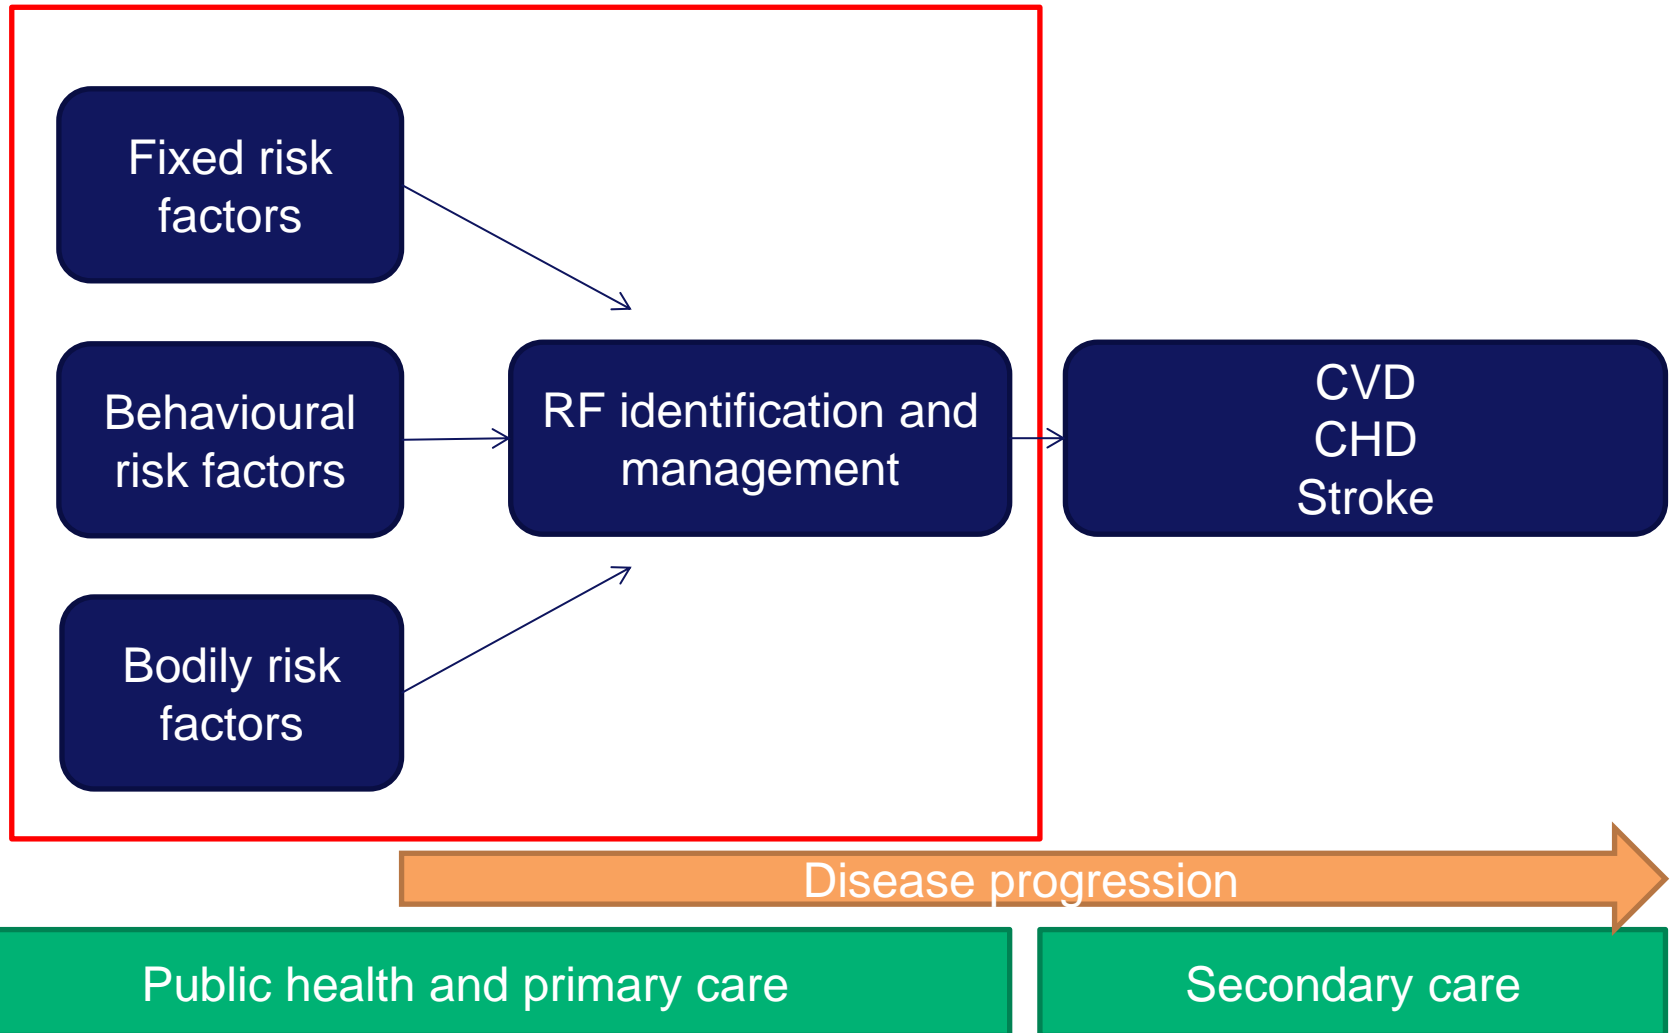 Fixed risk
factors
Behavioural
risk factors
Bodily risk
factors
RF identification and
management
CVD
CHD
Stroke
Disease progression
Public health and primary care
Secondary care